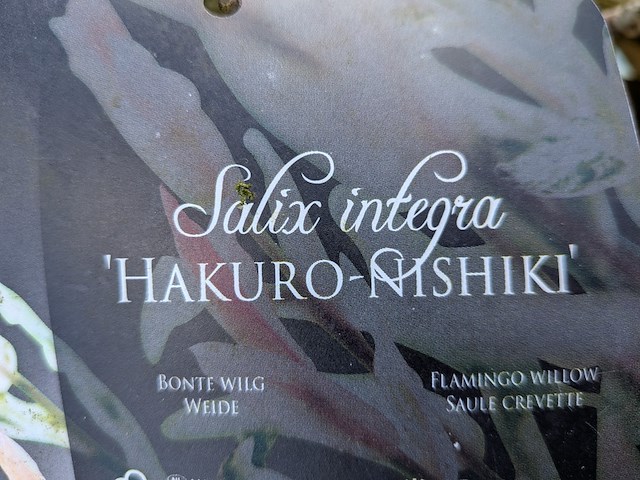 Salix integra
'HAKURO-NISHIKI'
BONTE WILG
WEIDE
FLAMINGO WILLOW
SAULE CREVETTE